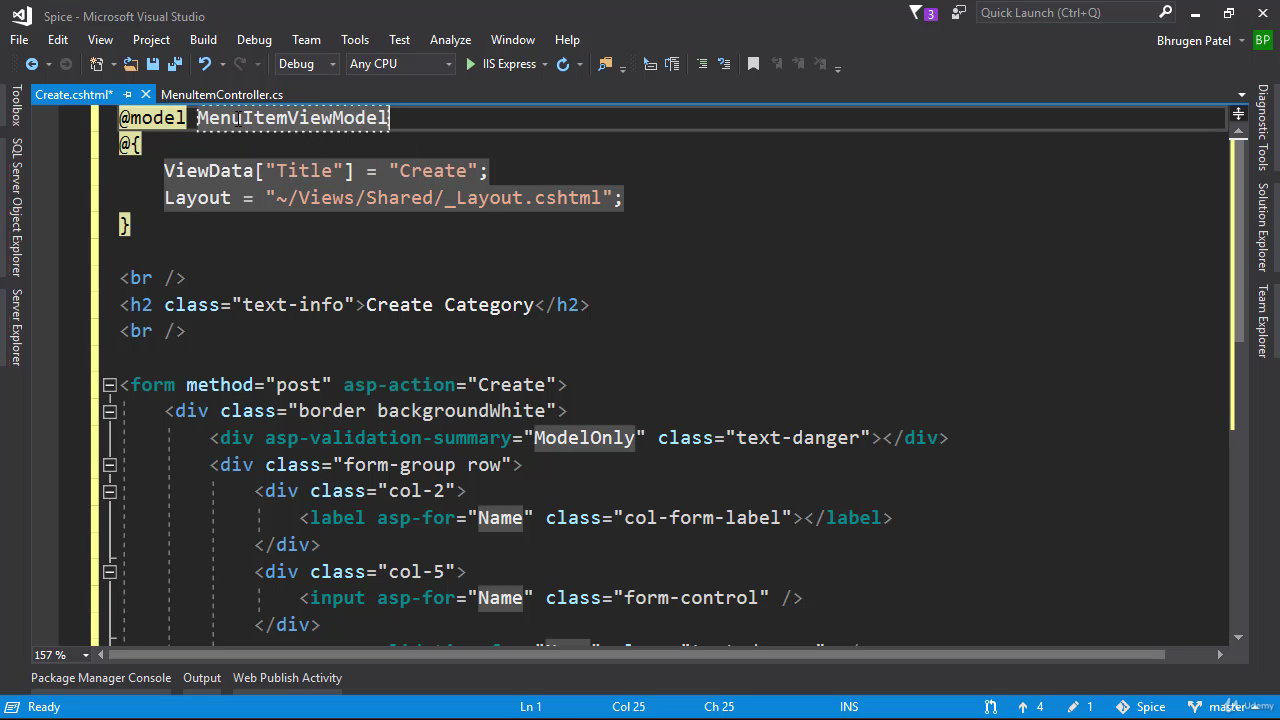 Spice - Microsoft Visual Studio
3
Quick Launch (Ctrl+Q)
File Edit View Project Build Debug Team Tools Test Analyze Window Help
Bhrugen Patel
BP
Debug
Any CPU
IIS Express
Create.cshtml*
MenuItemController.cs
Toolbox
SQL Server Object Explorer
Server Explorer
@model MenuItemViewModel
@{
ViewData["Title"] = "Create";
Layout = "~/Views/Shared/_Layout.cshtml";
}
<br />
<h2 class="text-info">Create Category</h2>
<br />
<form method="post" asp-action="Create">
<div class="border backgroundWhite">
<div asp-validation-summary="ModelOnly" class="text-danger"></div>
<div class="form-group row">
<div class="col-2">
<label asp-for="Name" class="col-form-label"></label>
</div>
<div class="col-5">
<input asp-for="Name" class="form-control" />
</div>
Diagnostic Tools
Solution Explorer
Team Explorer
157 %
Package Manager Console
Output
Web Publish Activity
Ready
Ln 1
Col 25
Ch 25
INS
4
1
Spice
master
Udemy